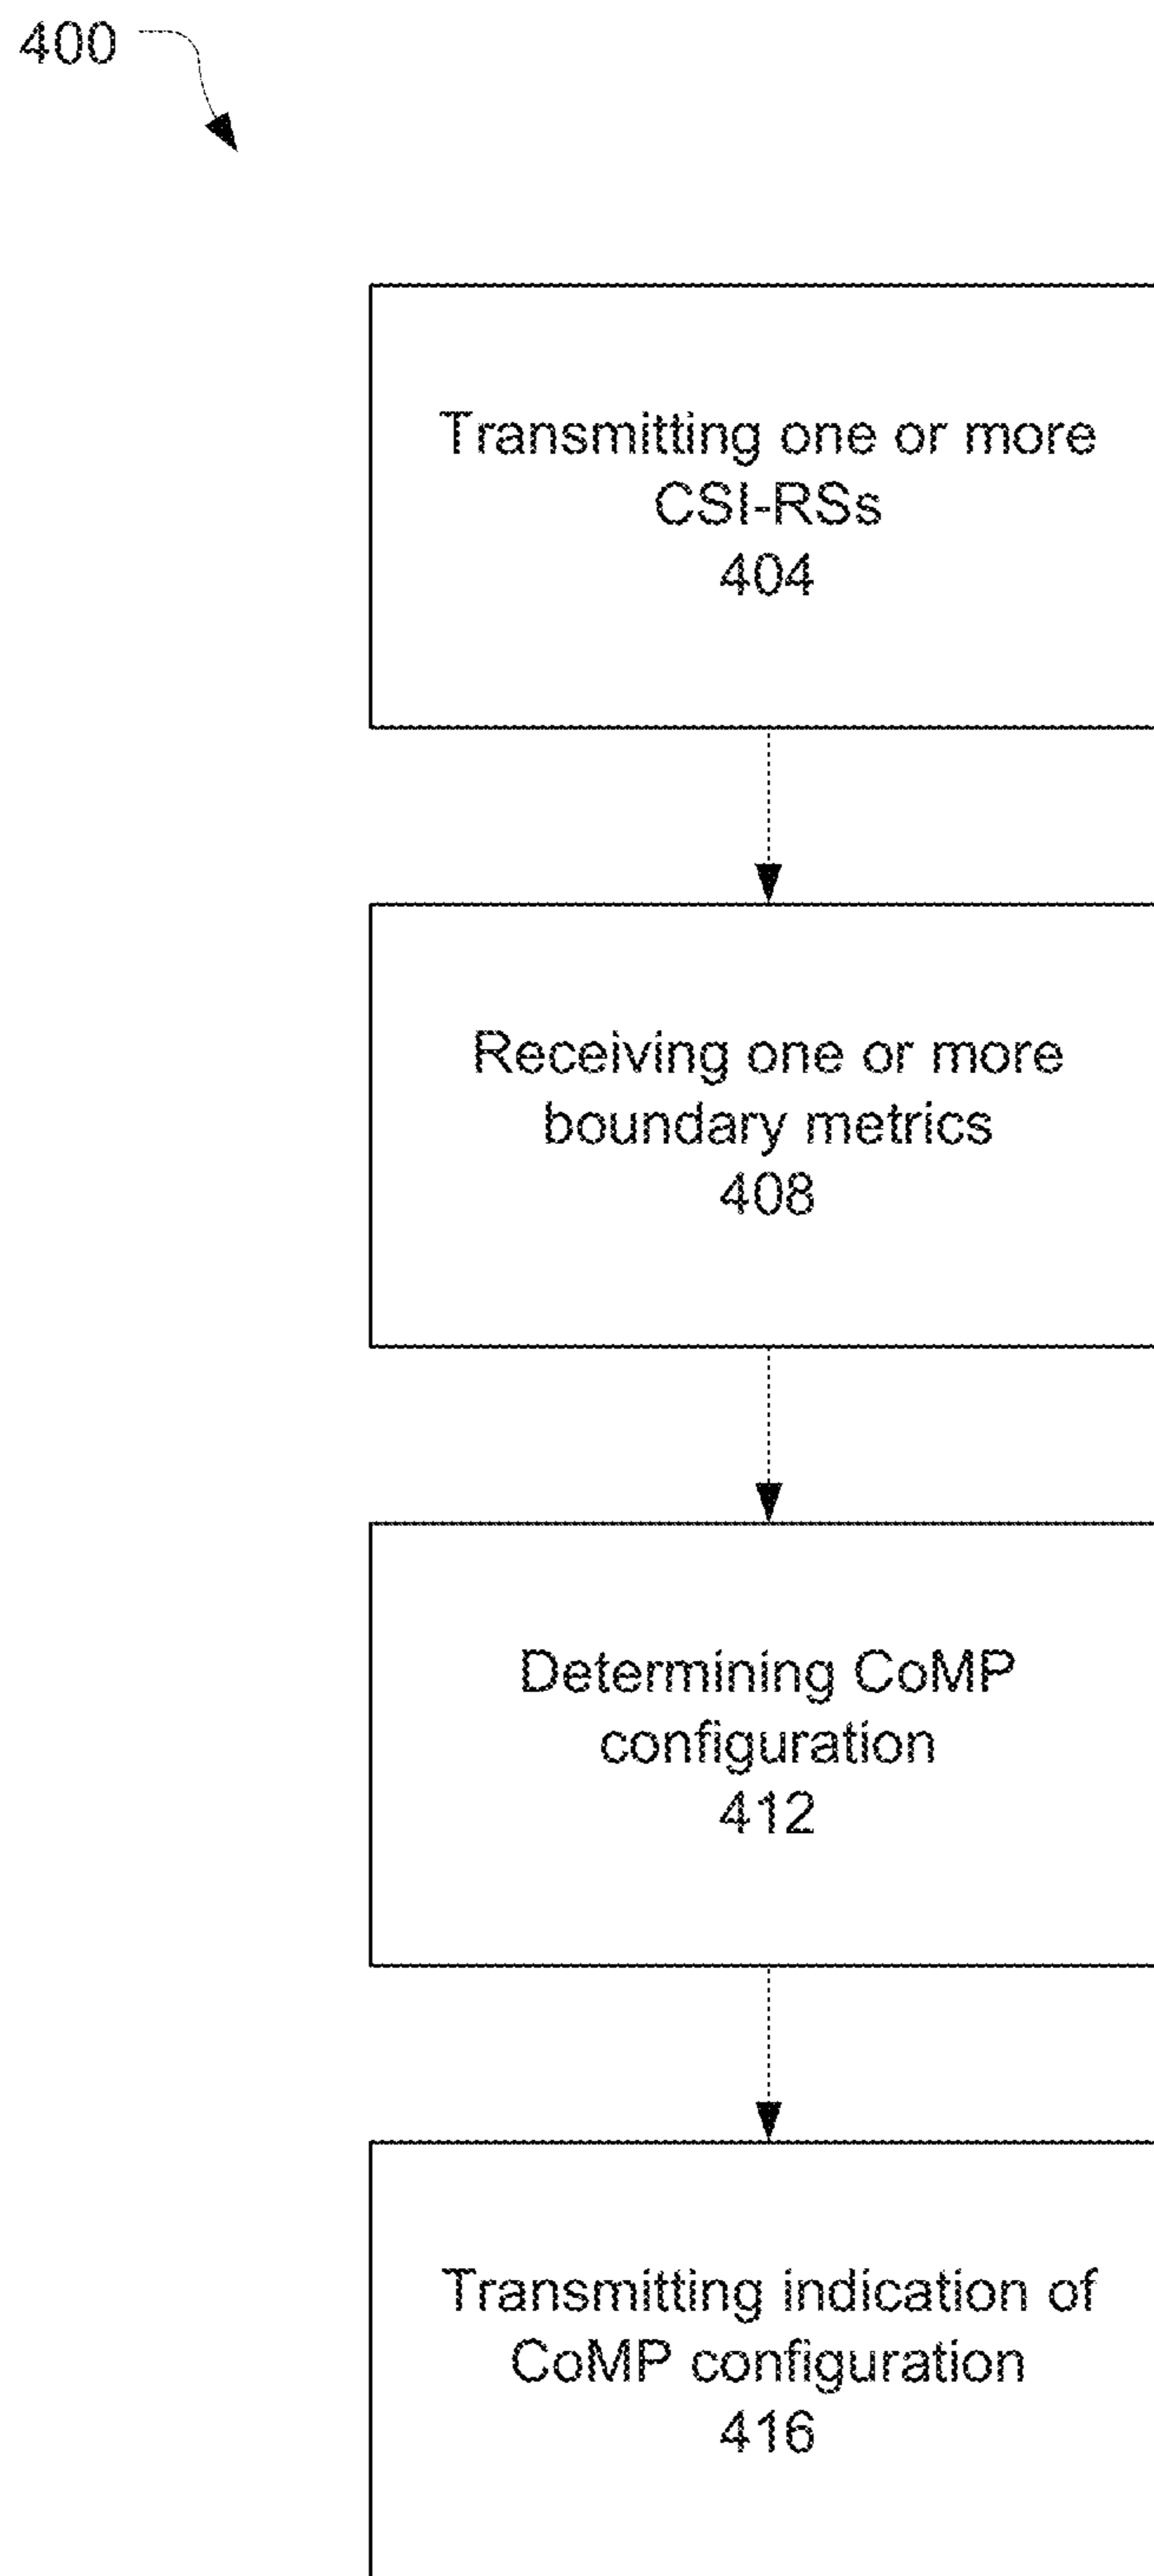 400
Transmitting one or more
CSI-RSs
404
Receiving one or more
boundary metrics
408
Determining CoMP
configuration
412
Transmitting indication of
CoMP configuration
416